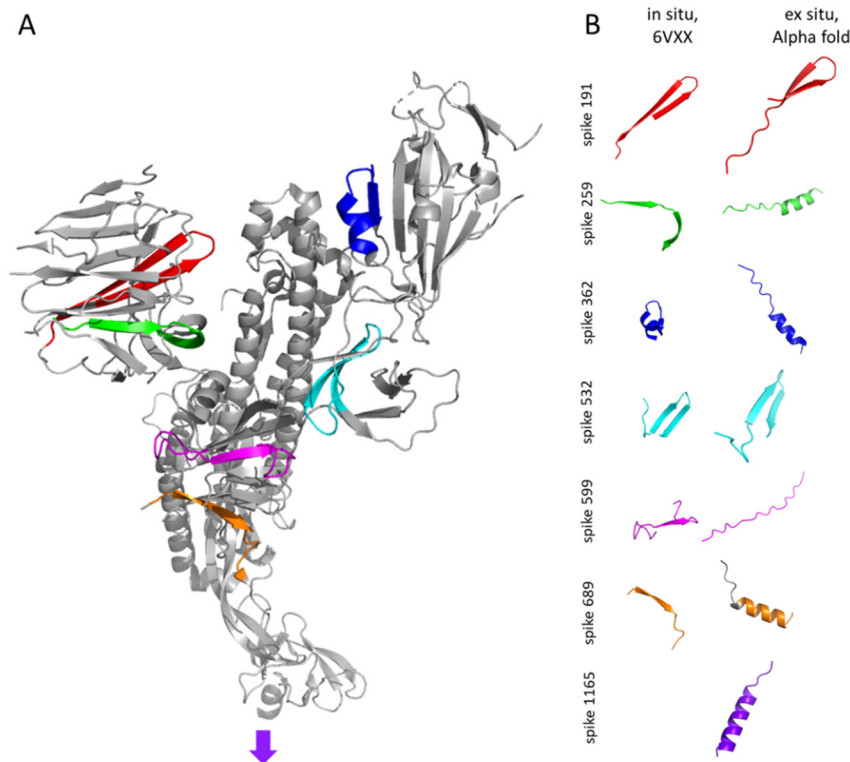 A
B
in situ,
6VXX
ex situ,
Alpha fold
spike 191
spike 259
spike 362
spike 532
spike 599
spike 689
spike 1165